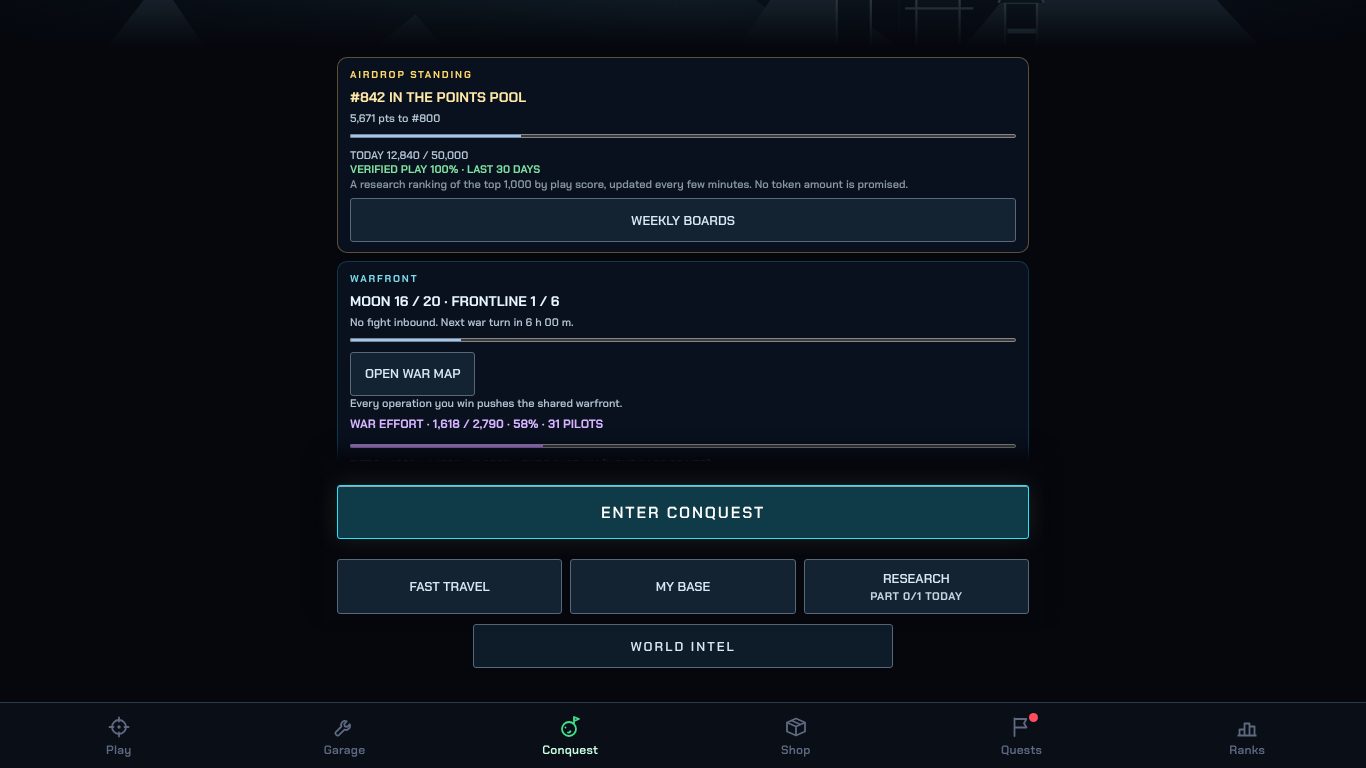 AIRDROP STANDING
#842 IN THE POINTS POOL
5,671 pts to #800
TODAY 12,840 / 50,000
VERIFIED PLAY 100% · LAST 30 DAYS
A research ranking of the top 1,000 by play score, updated every few minutes. No token amount is promised.
WEEKLY BOARDS
WARFRONT
MOON 16 / 20 · FRONTLINE 1 / 6
No fight inbound. Next war turn in 6 h 00 m.
OPEN WAR MAP
Every operation you win pushes the shared warfront.
WAR EFFORT · 1,618 / 2,790 · 58% · 31 PILOTS
ENTER CONQUEST
FAST TRAVEL
MY BASE
RESEARCH
PART 0/1 TODAY
WORLD INTEL
Play
Garage
Conquest
Shop
Quests
Ranks